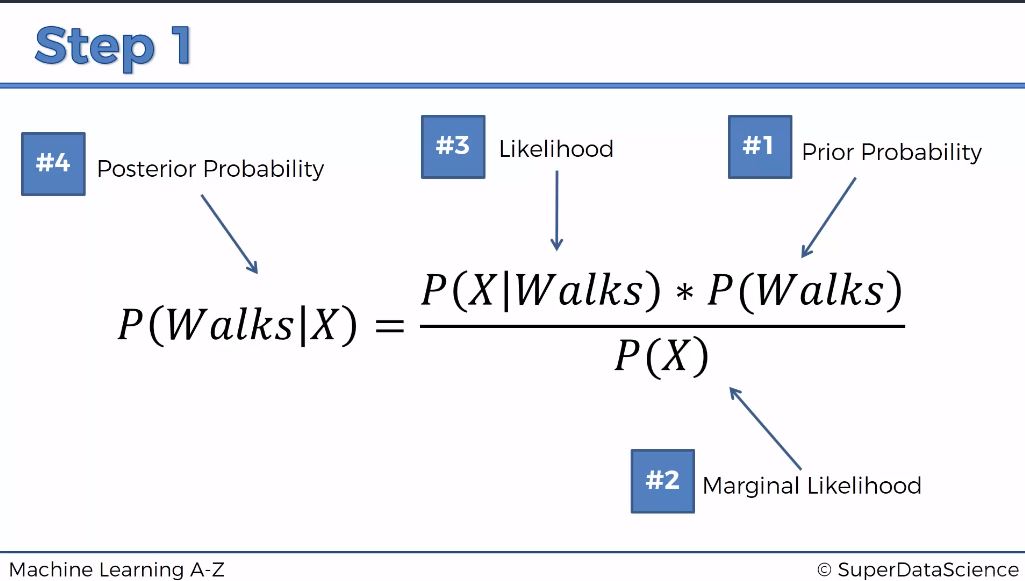 Step 1
#4
Posterior Probability
#3
Likelihood
#1
Prior Probability
P(Walks|X) = P(X|Walks) * P(Walks)
P(X)
#2
Marginal Likelihood
Machine Learning A-Z
© SuperDataScience